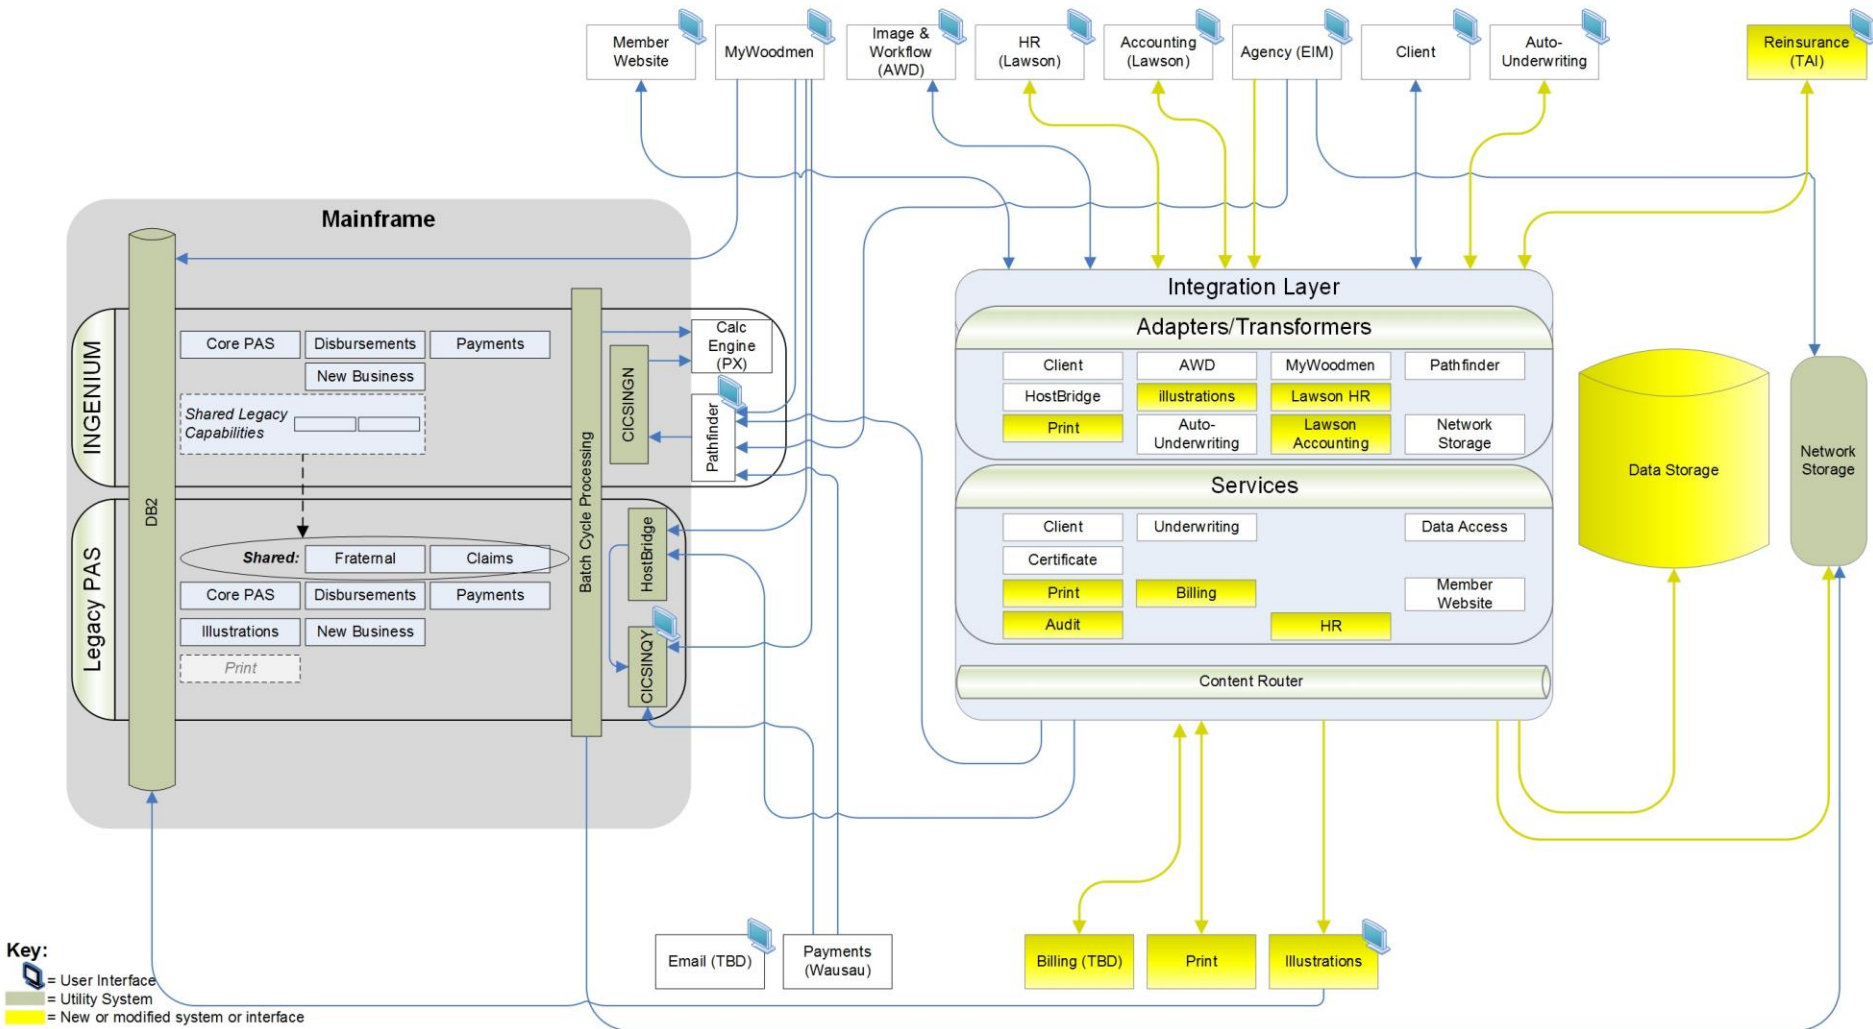 Member
Website
MyWoodmen
Image &
Workflow
(AWD)
HR
(Lawson)
Accounting
(Lawson)
Agency (EIM)
Client
Auto-
Underwriting
Reinsurance
(TAI)
Mainframe
DB2
INGENIUM
Core PAS
Disbursements
Payments
New Business
Shared Legacy
Capabilities
Batch Cycle Processing
CICSINGN
Calc
Engine
(PX)
Pathfinder
Legacy PAS
Shared:
Fraternal
Claims
Core PAS
Disbursements
Payments
Illustrations
New Business
Print
HostBridge
CICSINQY
Integration Layer
Adapters/Transformers
Client
AWD
MyWoodmen
Pathfinder
HostBridge
illustrations
Lawson HR
Print
Auto-
Underwriting
Lawson
Accounting
Network
Storage
Services
Client
Underwriting
Data Access
Certificate
Print
Billing
Member
Website
Audit
HR
Content Router
Data Storage
Network
Storage
Email (TBD)
Payments
(Wausau)
Billing (TBD)
Print
Illustrations
Key:
= User Interface
= Utility System
= New or modified system or interface